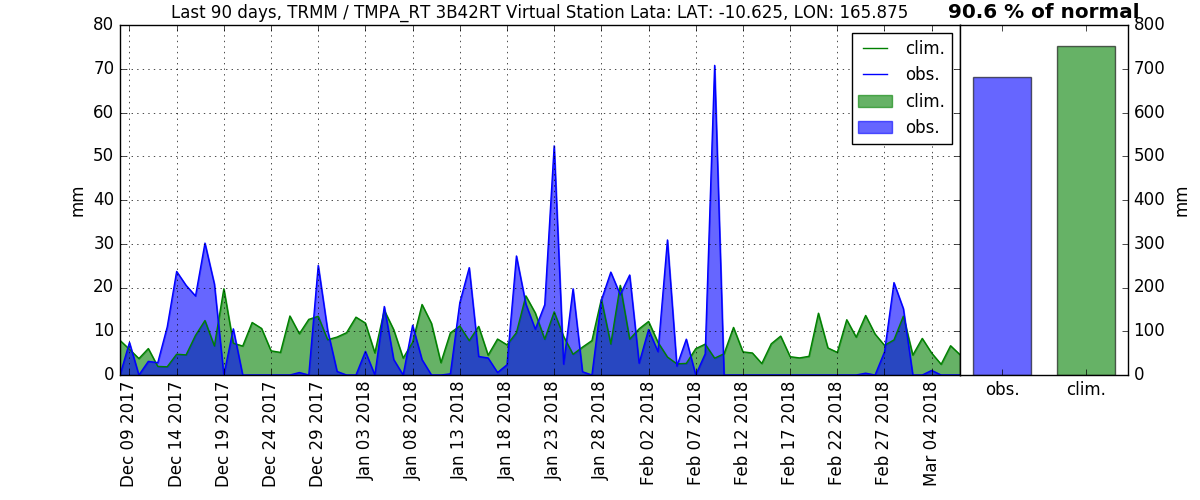 Last 90 days, TRMM / TMPA_RT 3B42RT Virtual Station Lata: LAT: -10.625, LON: 165.875
90.6 % of normal
80
70
60
50
40
30
20
10
0
mm
clim.
obs.
clim.
obs.
800
700
600
500
400
300
200
100
0
mm
Dec 09 2017
Dec 14 2017
Dec 19 2017
Dec 24 2017
Dec 29 2017
Jan 03 2018
Jan 08 2018
Jan 13 2018
Jan 18 2018
Jan 23 2018
Jan 28 2018
Feb 02 2018
Feb 07 2018
Feb 12 2018
Feb 17 2018
Feb 22 2018
Feb 27 2018
Mar 04 2018
obs.
clim.